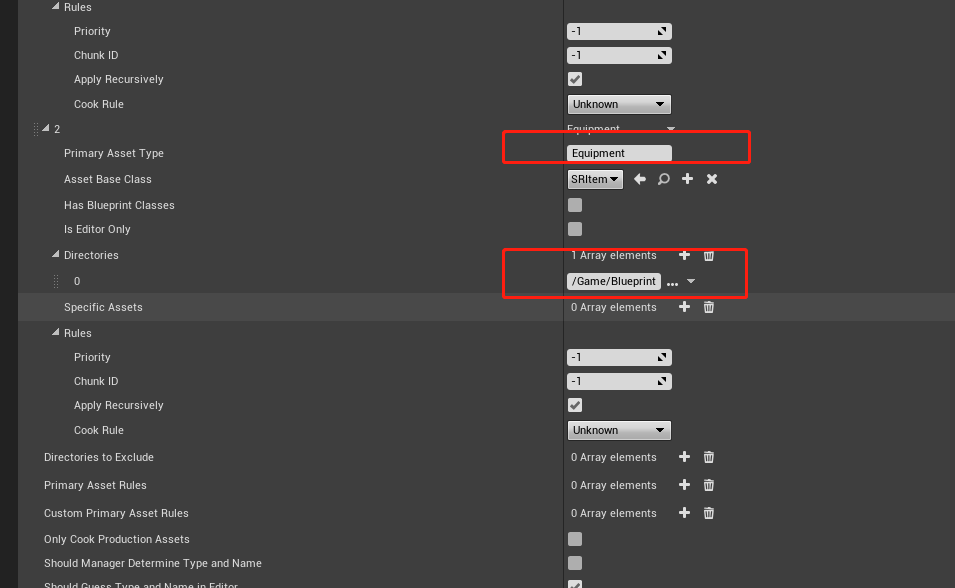 Rules
Priority -1
Chunk ID -1
Apply Recursively
Cook Rule Unknown
2 Equipment
Primary Asset Type Equipment
Asset Base Class SRItem
Has Blueprint Classes
Is Editor Only
Directories 1 Array elements
0 /Game/Blueprint ...
Specific Assets 0 Array elements
Rules
Priority -1
Chunk ID -1
Apply Recursively
Cook Rule Unknown
Directories to Exclude 0 Array elements
Primary Asset Rules 0 Array elements
Custom Primary Asset Rules 0 Array elements
Only Cook Production Assets
Should Manager Determine Type and Name
Should Guess Type and Name in Editor